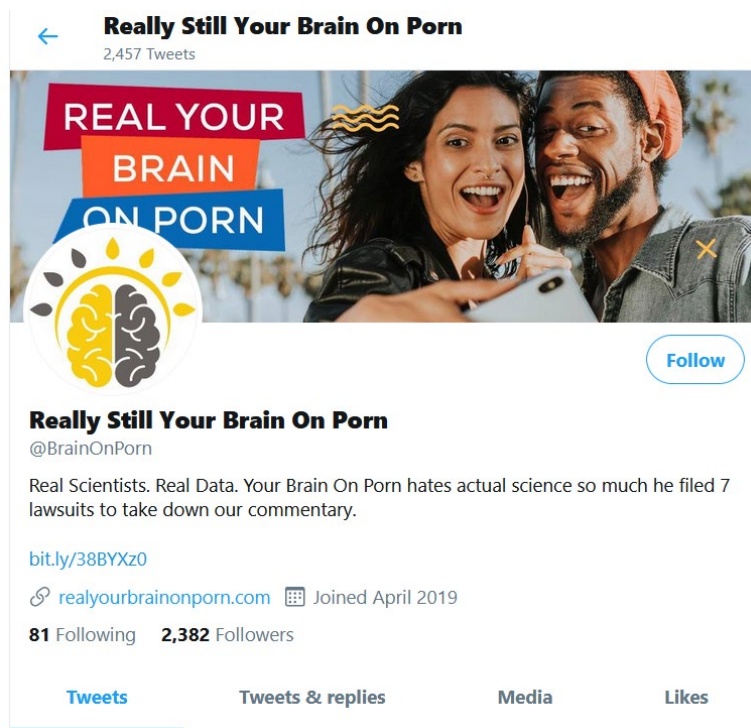 Really Still Your Brain On Porn
2,457 Tweets
REAL YOUR
BRAIN
ON PORN
Follow
Really Still Your Brain On Porn
@BrainOnPorn
Real Scientists. Real Data. Your Brain On Porn hates actual science so much he filed 7
lawsuits to take down our commentary.
bit.ly/38BYXz0
realyourbrainonporn.com Joined April 2019
81 Following 2,382 Followers
Tweets Tweets & replies Media Likes